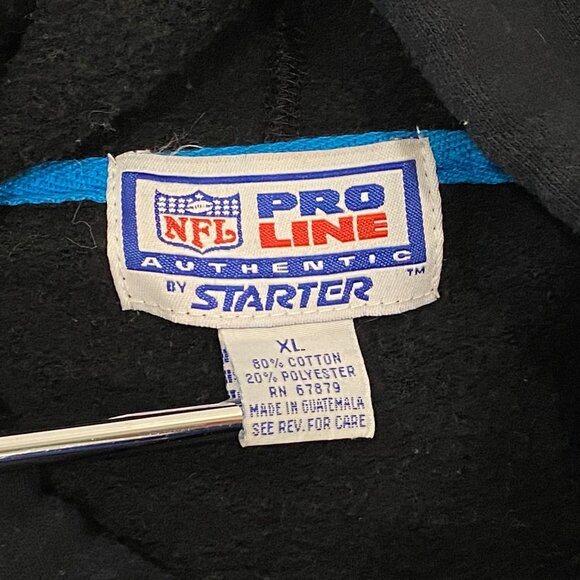 NFL
PRO
LINE
AUTHENTIC
BY STARTER ™
XL
80% COTTON
20% POLYESTER
RN 67879
MADE IN GUATEMALA
SEE REV. FOR CARE